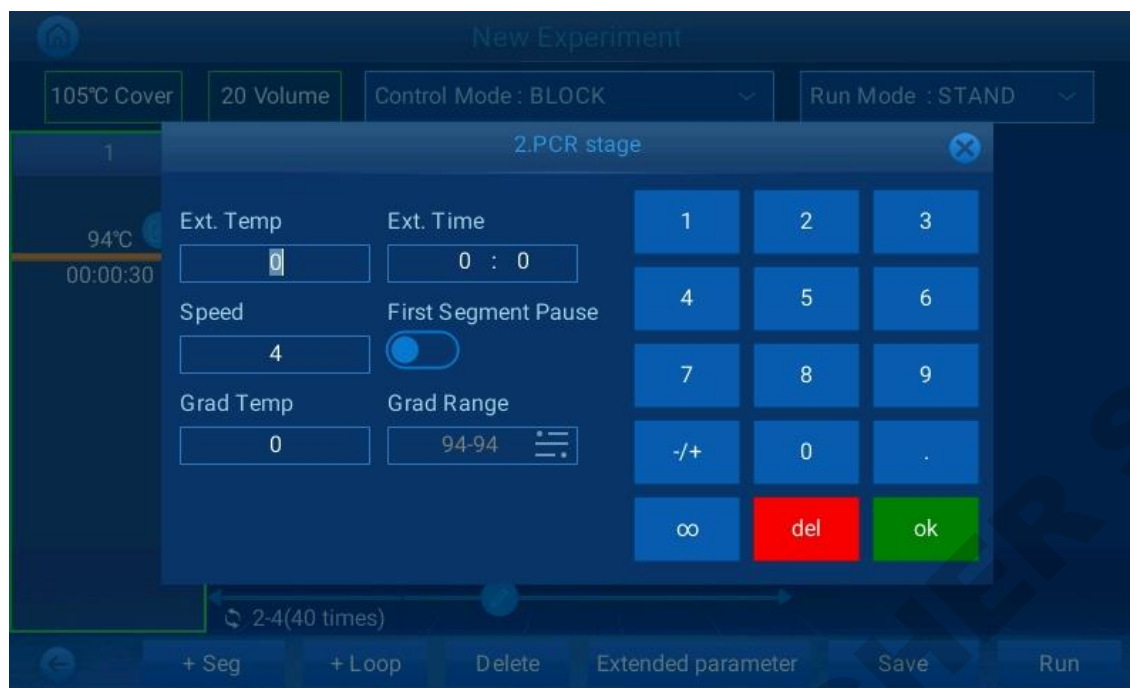 New Experiment
105℃ Cover
20 Volume
Control Mode : BLOCK
Run Mode : STAND
1
2.PCR stage
94℃
00:00:30
Ext. Temp
Ext. Time
0
0 : 0
Speed
First Segment Pause
4
Grad Temp
Grad Range
0
94-94
1 2 3
4 5 6
7 8 9
-/+ 0 .
∞ del ok
2-4(40 times)
+ Seg
+ Loop
Delete
Extended parameter
Save
Run